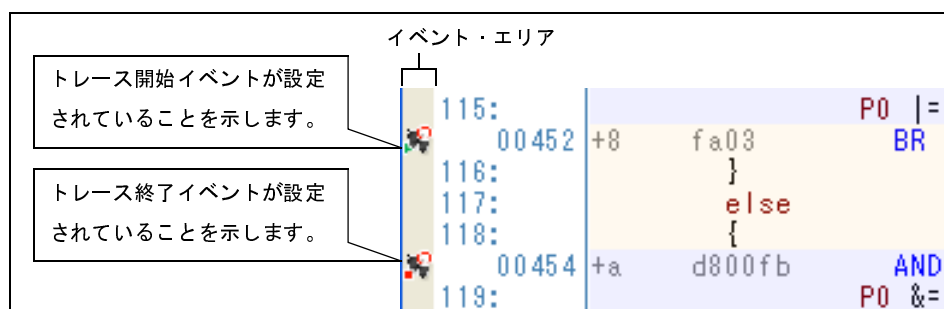 イベント・エリア
トレース開始イベントが設定
されていることを示します。
トレース終了イベントが設定
されていることを示します。
115: P0 |=
00452 +8 fa03 BR
116: }
117: else
118: {
00454 +a d800fb AND
119: P0 &=